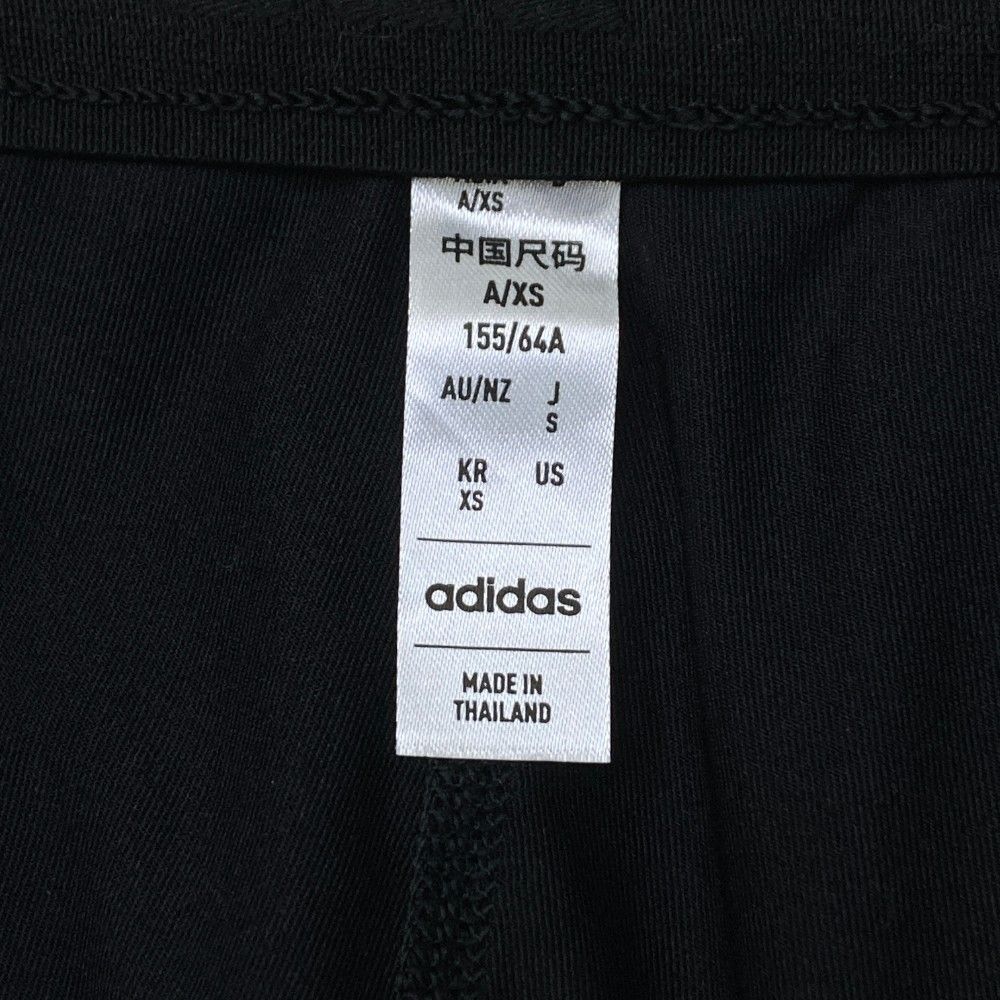 A/XS
中国尺码
A/XS
155/64A
AU/NZ J
S
KR US
XS
adidas
MADE IN
THAILAND